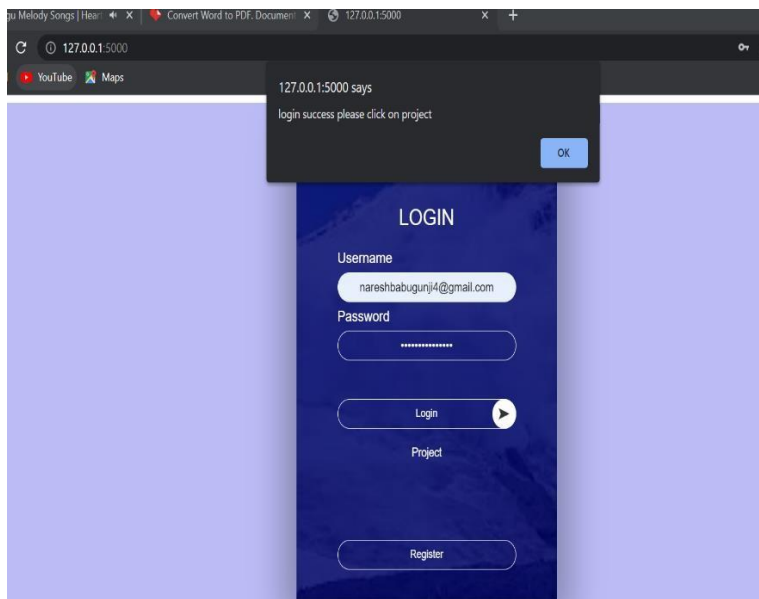 gu Melody Songs | Heart
Convert Word to PDF. Document
127.0.0.1:5000
127.0.0.1:5000
YouTube
Maps
127.0.0.1:5000 says
login success please click on project
OK
LOGIN
Username
nareshbabugunji4@gmail.com
Password
Login
Project
Register